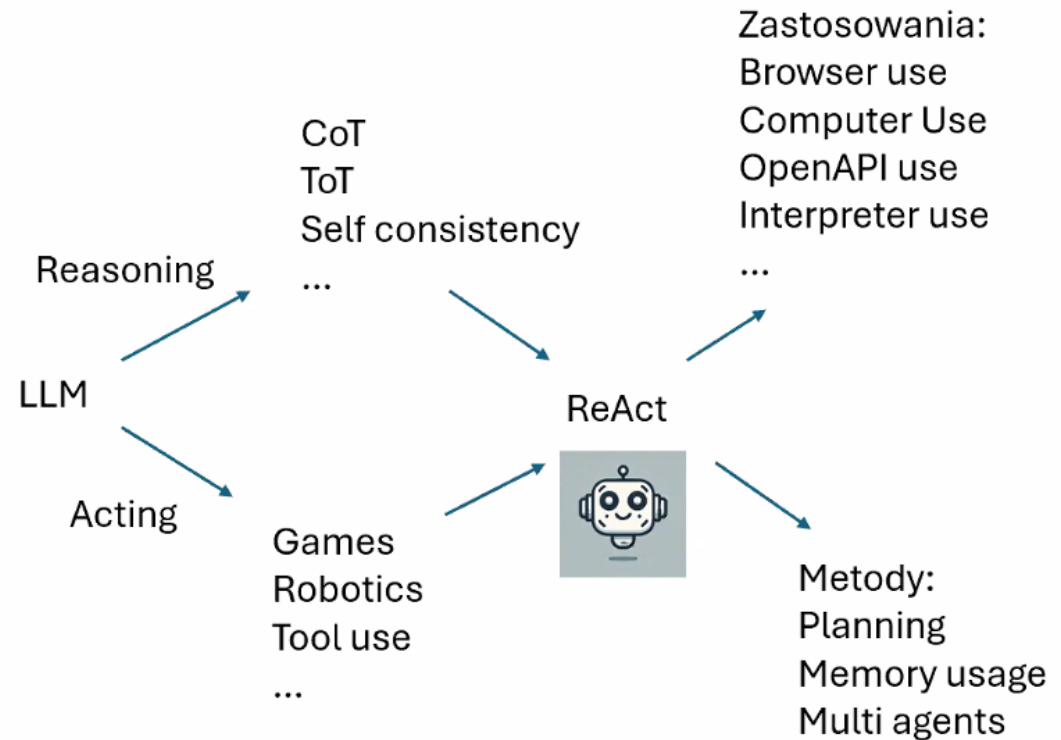 Zastosowania:
Browser use
Computer Use
OpenAPI use
Interpreter use
...
CoT
ToT
Self consistency
...
Reasoning
LLM
ReAct
Acting
Games
Robotics
Tool use
...
Metody:
Planning
Memory usage
Multi agents